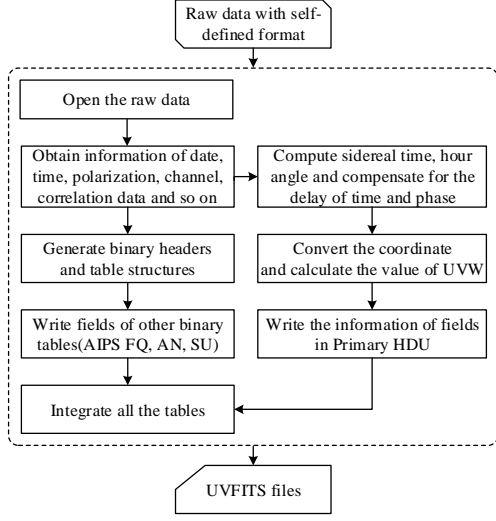 Raw data with self-
defined format
Open the raw data
Obtain information of date,
time, polarization, channel,
correlation data and so on
Compute sidereal time, hour
angle and compensate for the
delay of time and phase
Generate binary headers
and table structures
Convert the coordinate
and calculate the value of UVW
Write fields of other binary
tables(AIPS FQ, AN, SU)
Write the information of fields
in Primary HDU
Integrate all the tables
UVFITS files